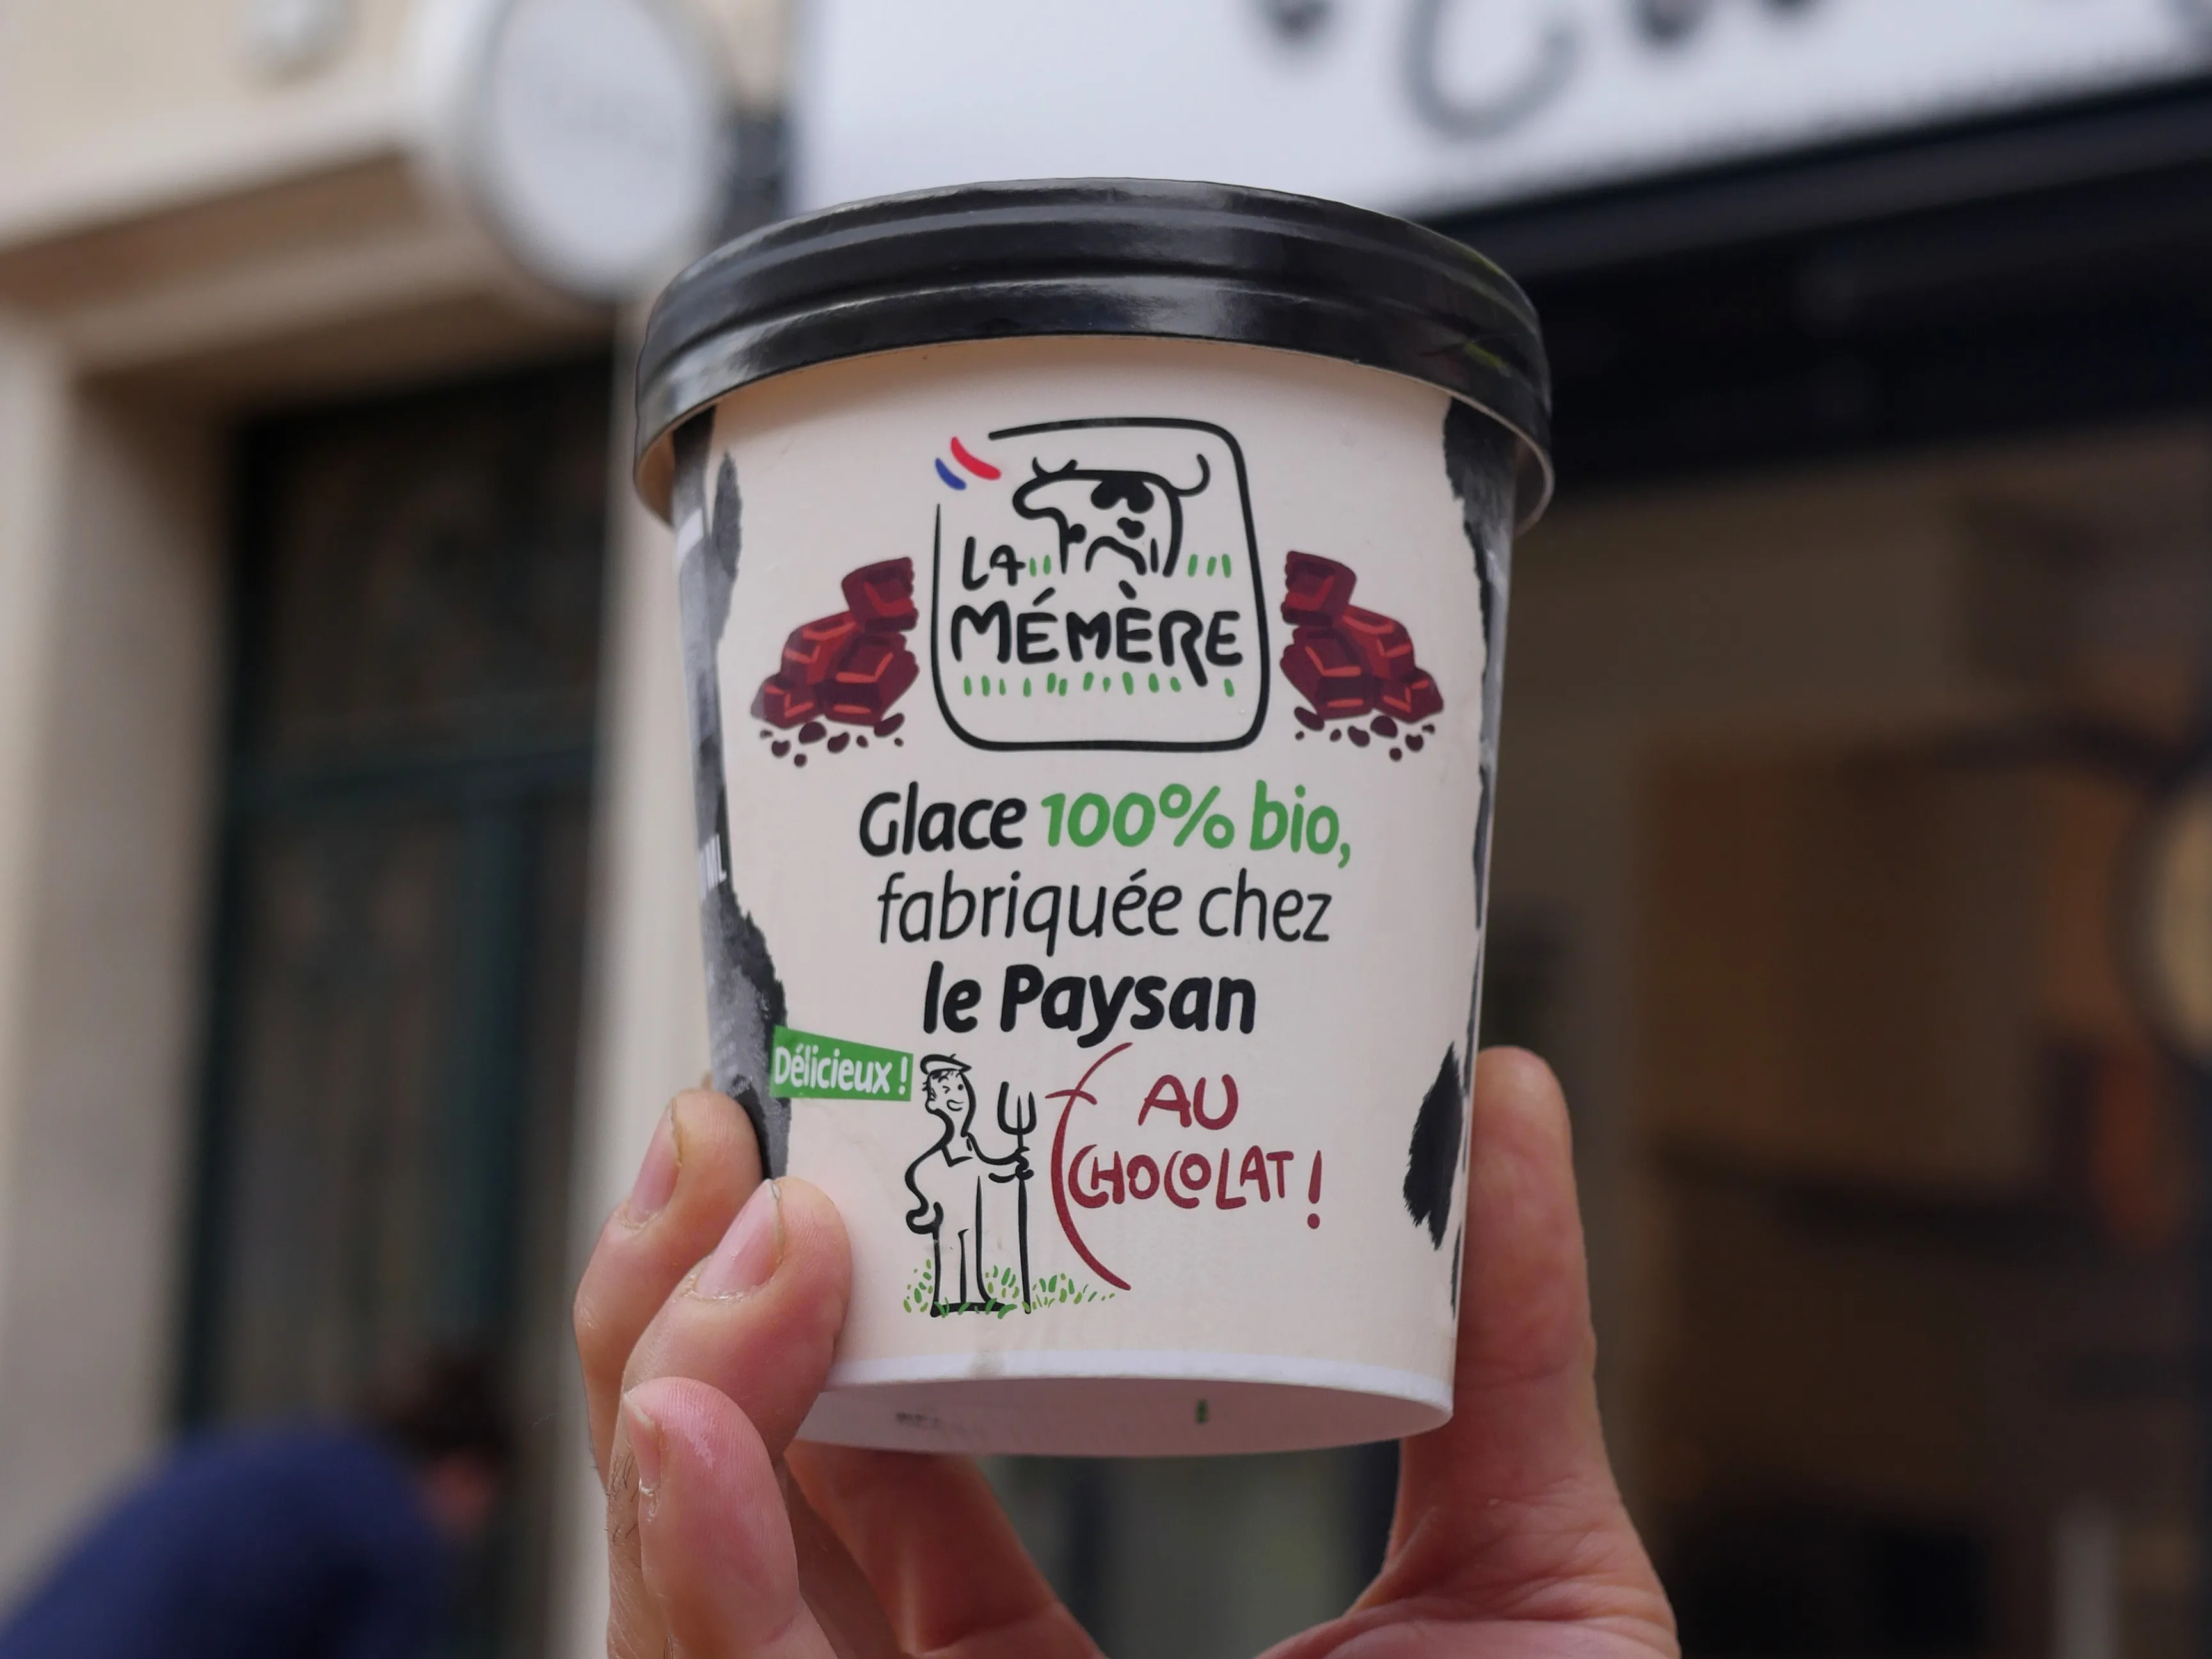 LA
MÉMÈRE
Glace 100% bio,
fabriquée chez
le Paysan
Délicieux !
AU
CHOCOLAT !